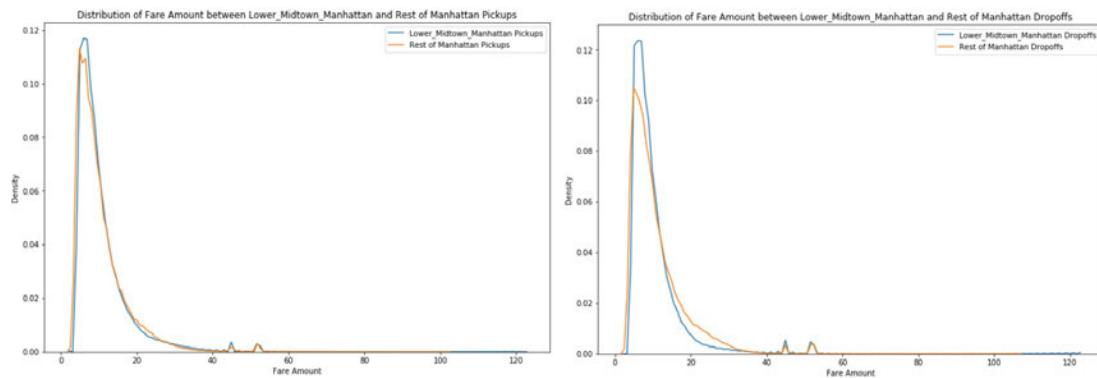 Distribution of Fare Amount between Lower_Midtown_Manhattan and Rest of Manhattan Pickups
Lower_Midtown_Manhattan Pickups
Rest of Manhattan Pickups
0.12
0.10
0.08
0.06
0.04
0.02
0.00
Density
0 20 40 60 80 100 120
Fare Amount
Distribution of Fare Amount between Lower_Midtown_Manhattan and Rest of Manhattan Dropoffs
Lower_Midtown_Manhattan Dropoffs
Rest of Manhattan Dropoffs
0.12
0.10
0.08
0.06
0.04
0.02
0.00
Density
0 20 40 60 80 100 120
Fare Amount